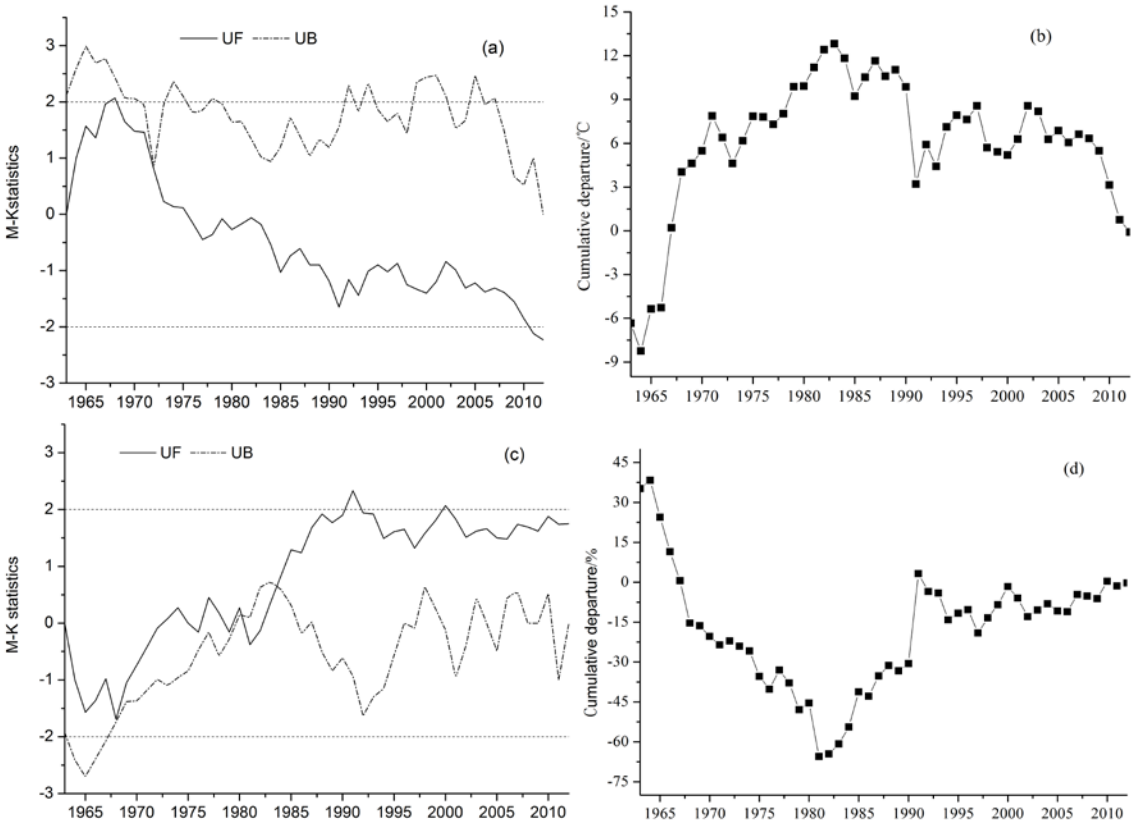 UF UB (a)
3
2
1
0
-1
-2
-3
M-Kstatistics
1965 1970 1975 1980 1985 1990 1995 2000 2005 2010
(b)
15
12
9
6
3
0
-3
-6
-9
Cumulative departure/℃
1965 1970 1975 1980 1985 1990 1995 2000 2005 2010
UF UB (c)
3
2
1
0
-1
-2
-3
M-K statistics
1965 1970 1975 1980 1985 1990 1995 2000 2005 2010
(d)
45
30
15
0
-15
-30
-45
-60
-75
Cumulative departure/%
1965 1970 1975 1980 1985 1990 1995 2000 2005 2010